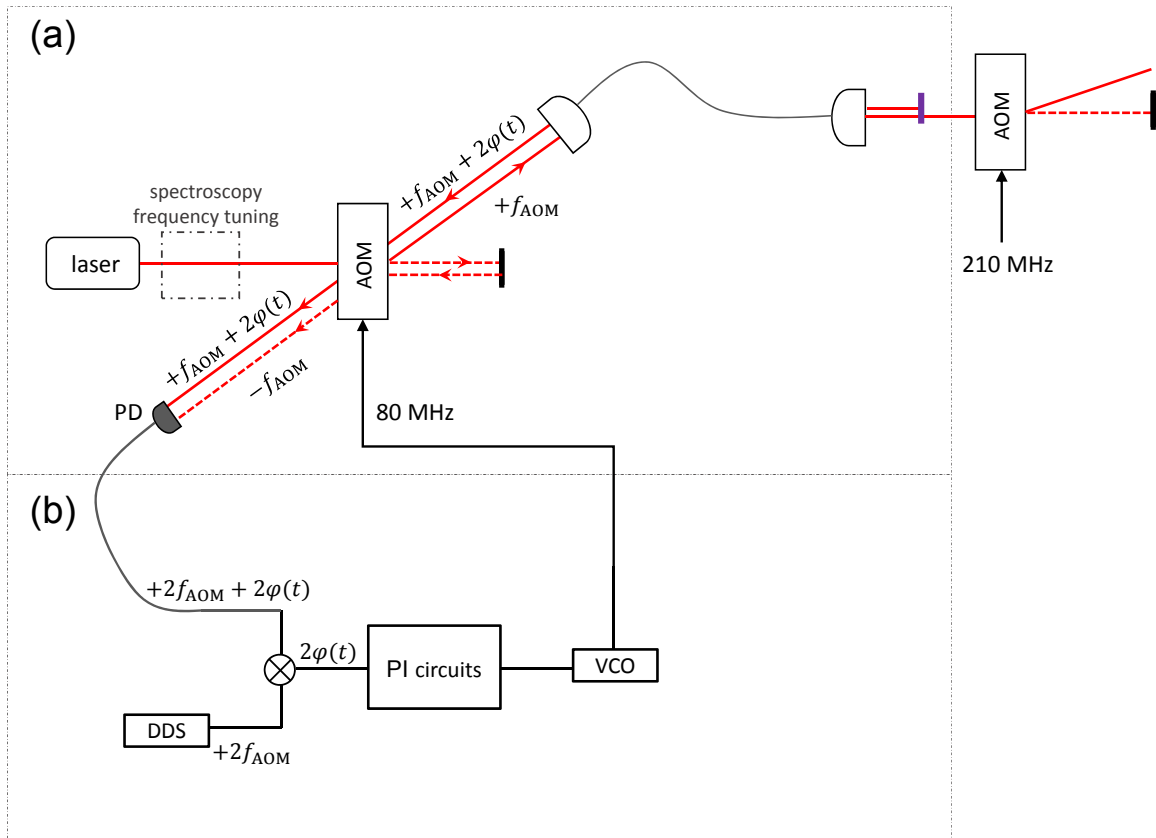 (a)
spectroscopy
frequency tuning
laser
AOM
+f_AOM + 2φ(t)
+f_AOM
AOM
210 MHz
+f_AOM + 2φ(t)
−f_AOM
PD
80 MHz
(b)
+2f_AOM + 2φ(t)
2φ(t)
PI circuits
VCO
DDS
+2f_AOM